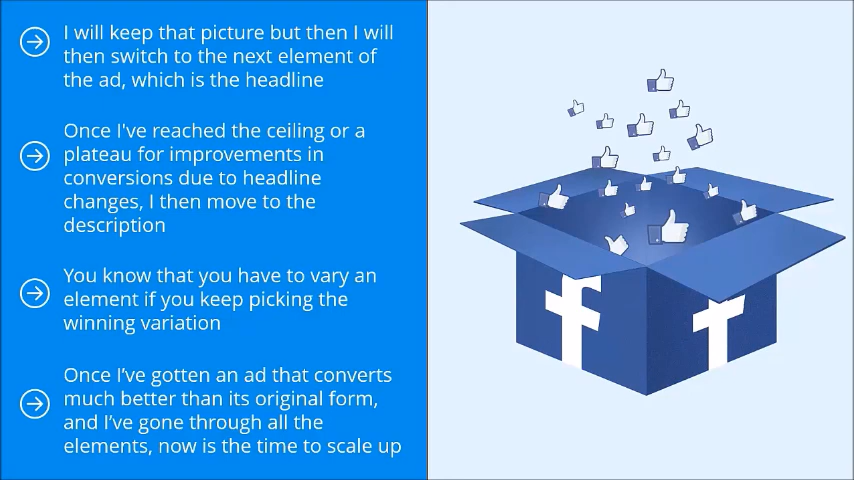 I will keep that picture but then I will
then switch to the next element of
the ad, which is the headline
Once I've reached the ceiling or a
plateau for improvements in
conversions due to headline
changes, I then move to the
description
You know that you have to vary an
element if you keep picking the
winning variation
Once I’ve gotten an ad that converts
much better than its original form,
and I’ve gone through all the
elements, now is the time to scale up
f f